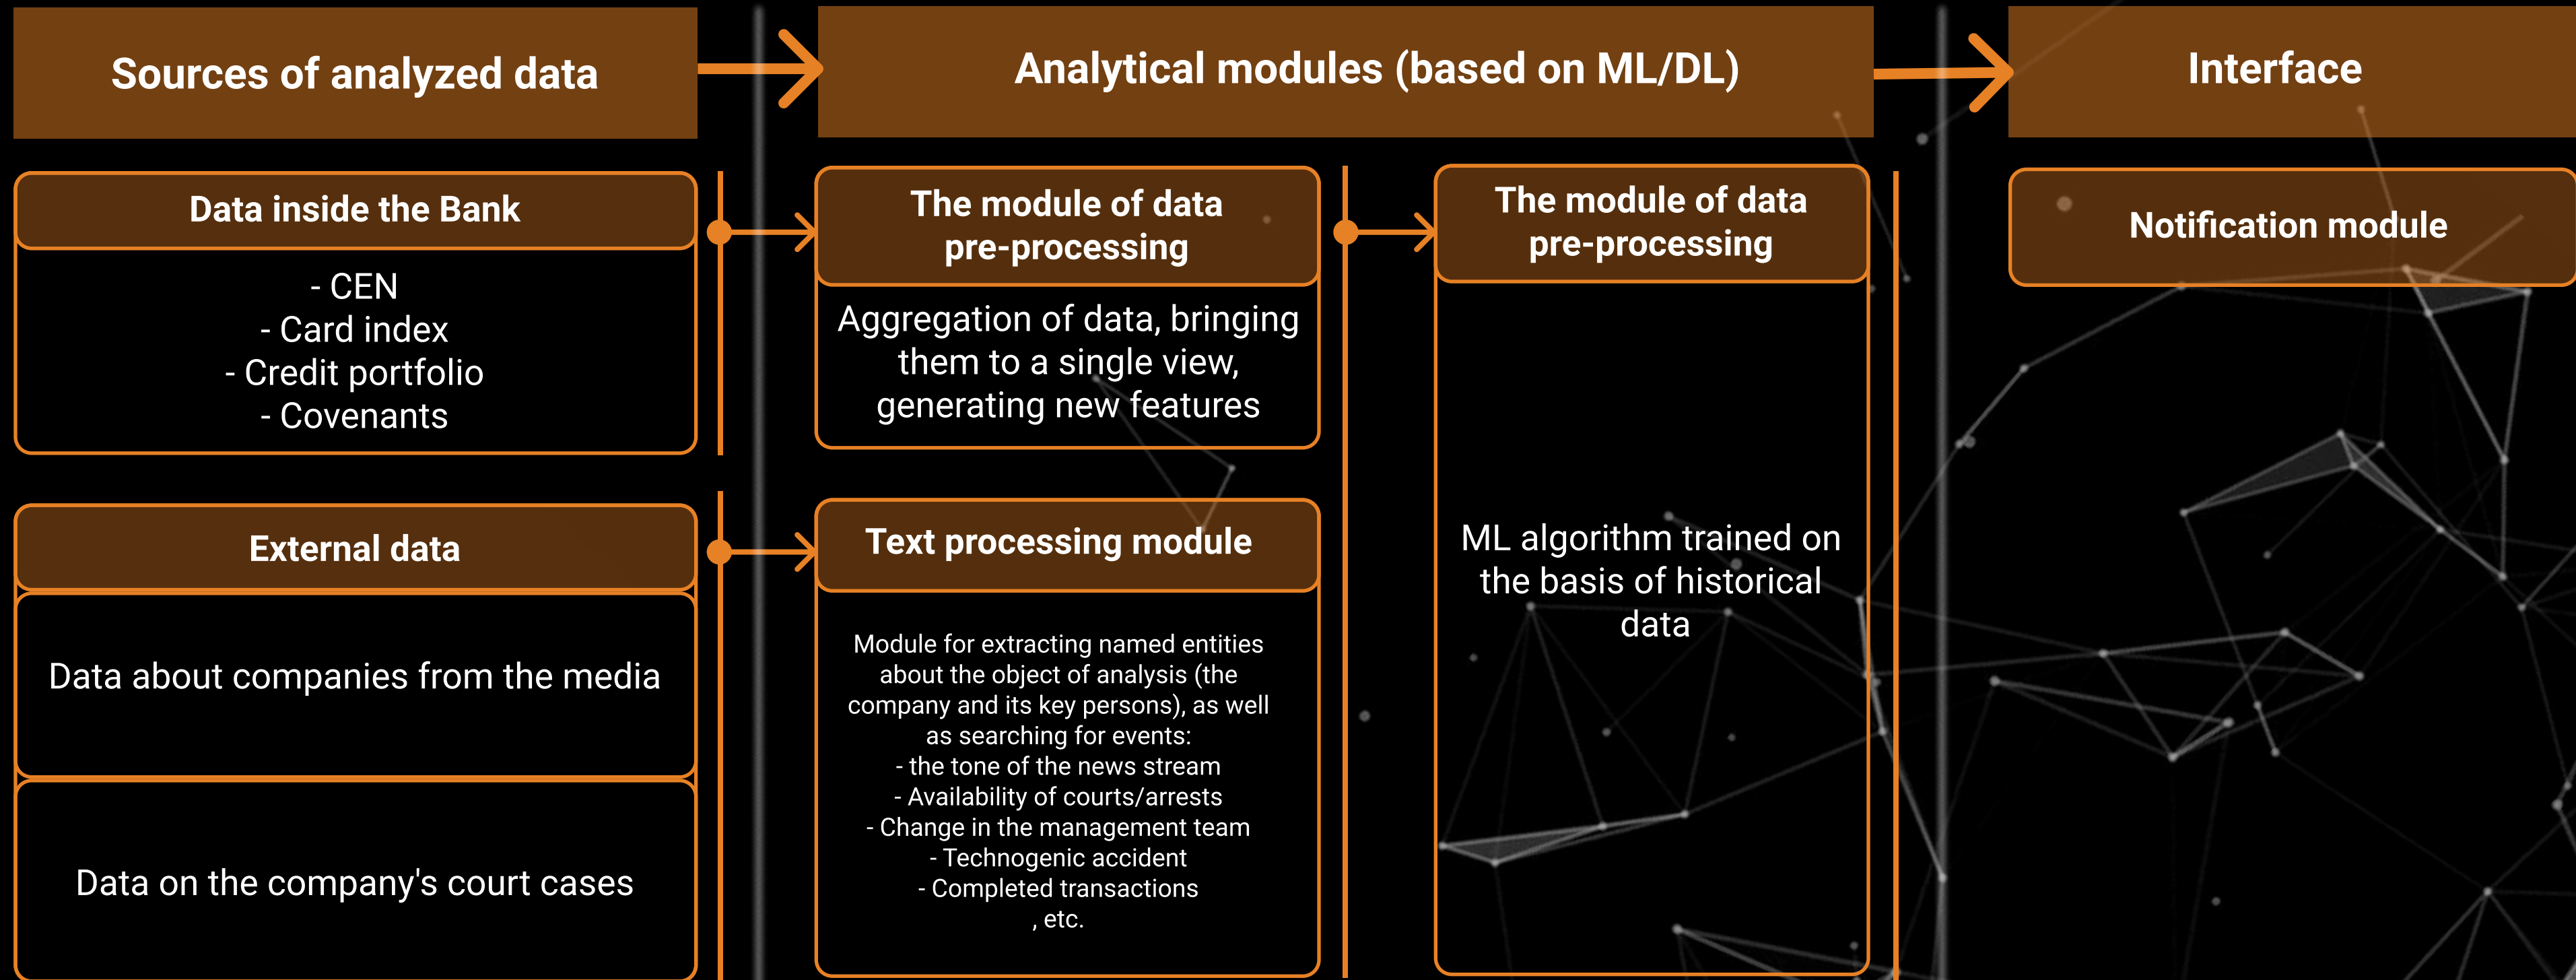 Sources of analyzed data
Analytical modules (based on ML/DL)
Interface
Data inside the Bank
- CEN
- Card index
- Credit portfolio
- Covenants
External data
Data about companies from the media
Data on the company's court cases
The module of data
pre-processing
Aggregation of data, bringing
them to a single view,
generating new features
Text processing module
Module for extracting named entities
about the object of analysis (the
company and its key persons), as well
as searching for events:
- the tone of the news stream
- Availability of courts/arrests
- Change in the management team
- Technogenic accident
- Completed transactions
, etc.
The module of data
pre-processing
ML algorithm trained on
the basis of historical
data
Notification module